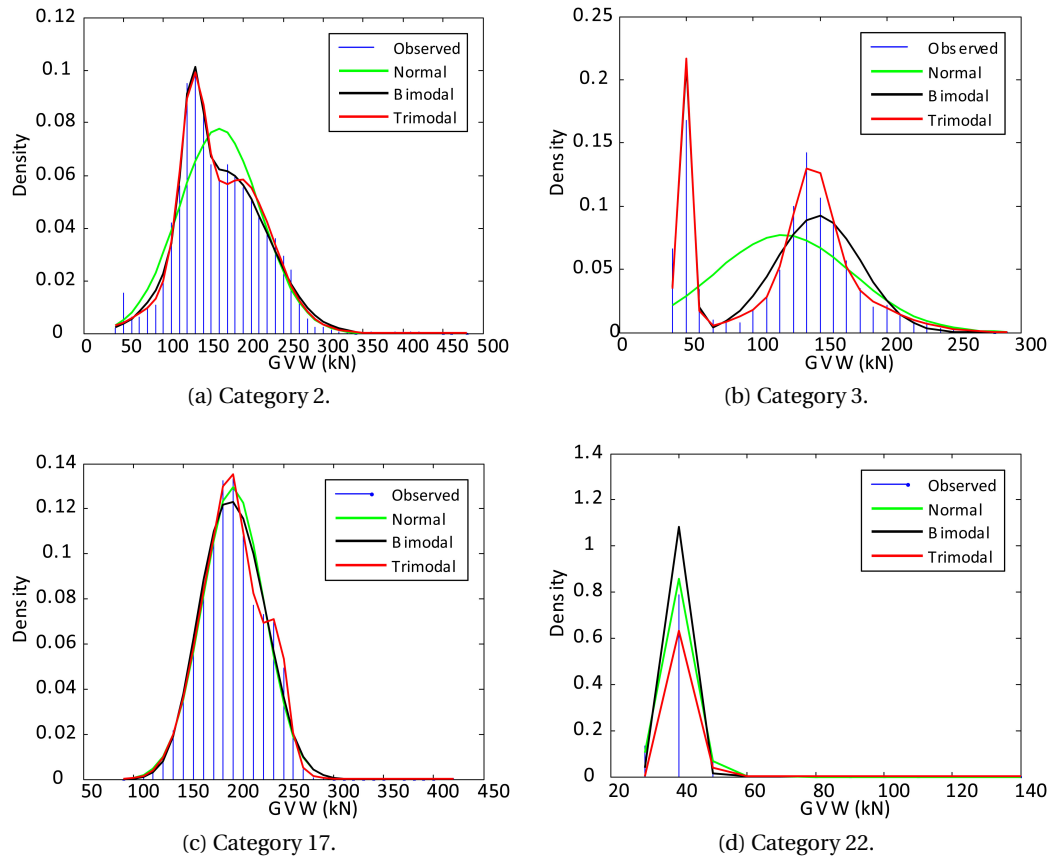 0.12
0.1
0.08
0.06
0.04
0.02
0
Density
0 50 100 150 200 250 300 350 400 450 500
GVW (kN)
Observed
Normal
Bimodal
Trimodal
(a) Category 2.
0.25
0.2
0.15
0.1
0.05
0
Density
0 50 100 150 200 250 300
GVW (kN)
Observed
Normal
Bimodal
Trimodal
(b) Category 3.
0.14
0.12
0.1
0.08
0.06
0.04
0.02
0
Density
50 100 150 200 250 300 350 400 450
GVW (kN)
Observed
Normal
Bimodal
Trimodal
(c) Category 17.
1.4
1.2
1
0.8
0.6
0.4
0.2
0
Density
20 40 60 80 100 120 140
GVW (kN)
Observed
Normal
Bimodal
Trimodal
(d) Category 22.